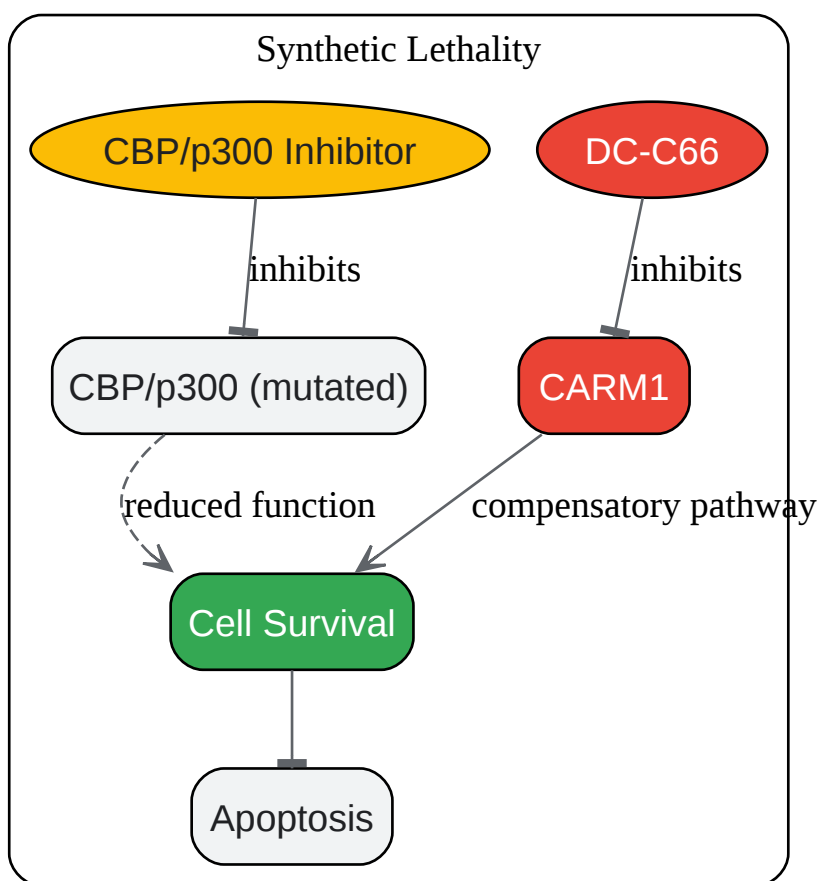 Synthetic Lethality
CBP/p300 Inhibitor
DC-C66
inhibits
inhibits
CBP/p300 (mutated)
CARM1
reduced function
compensatory pathway
Cell Survival
Apoptosis